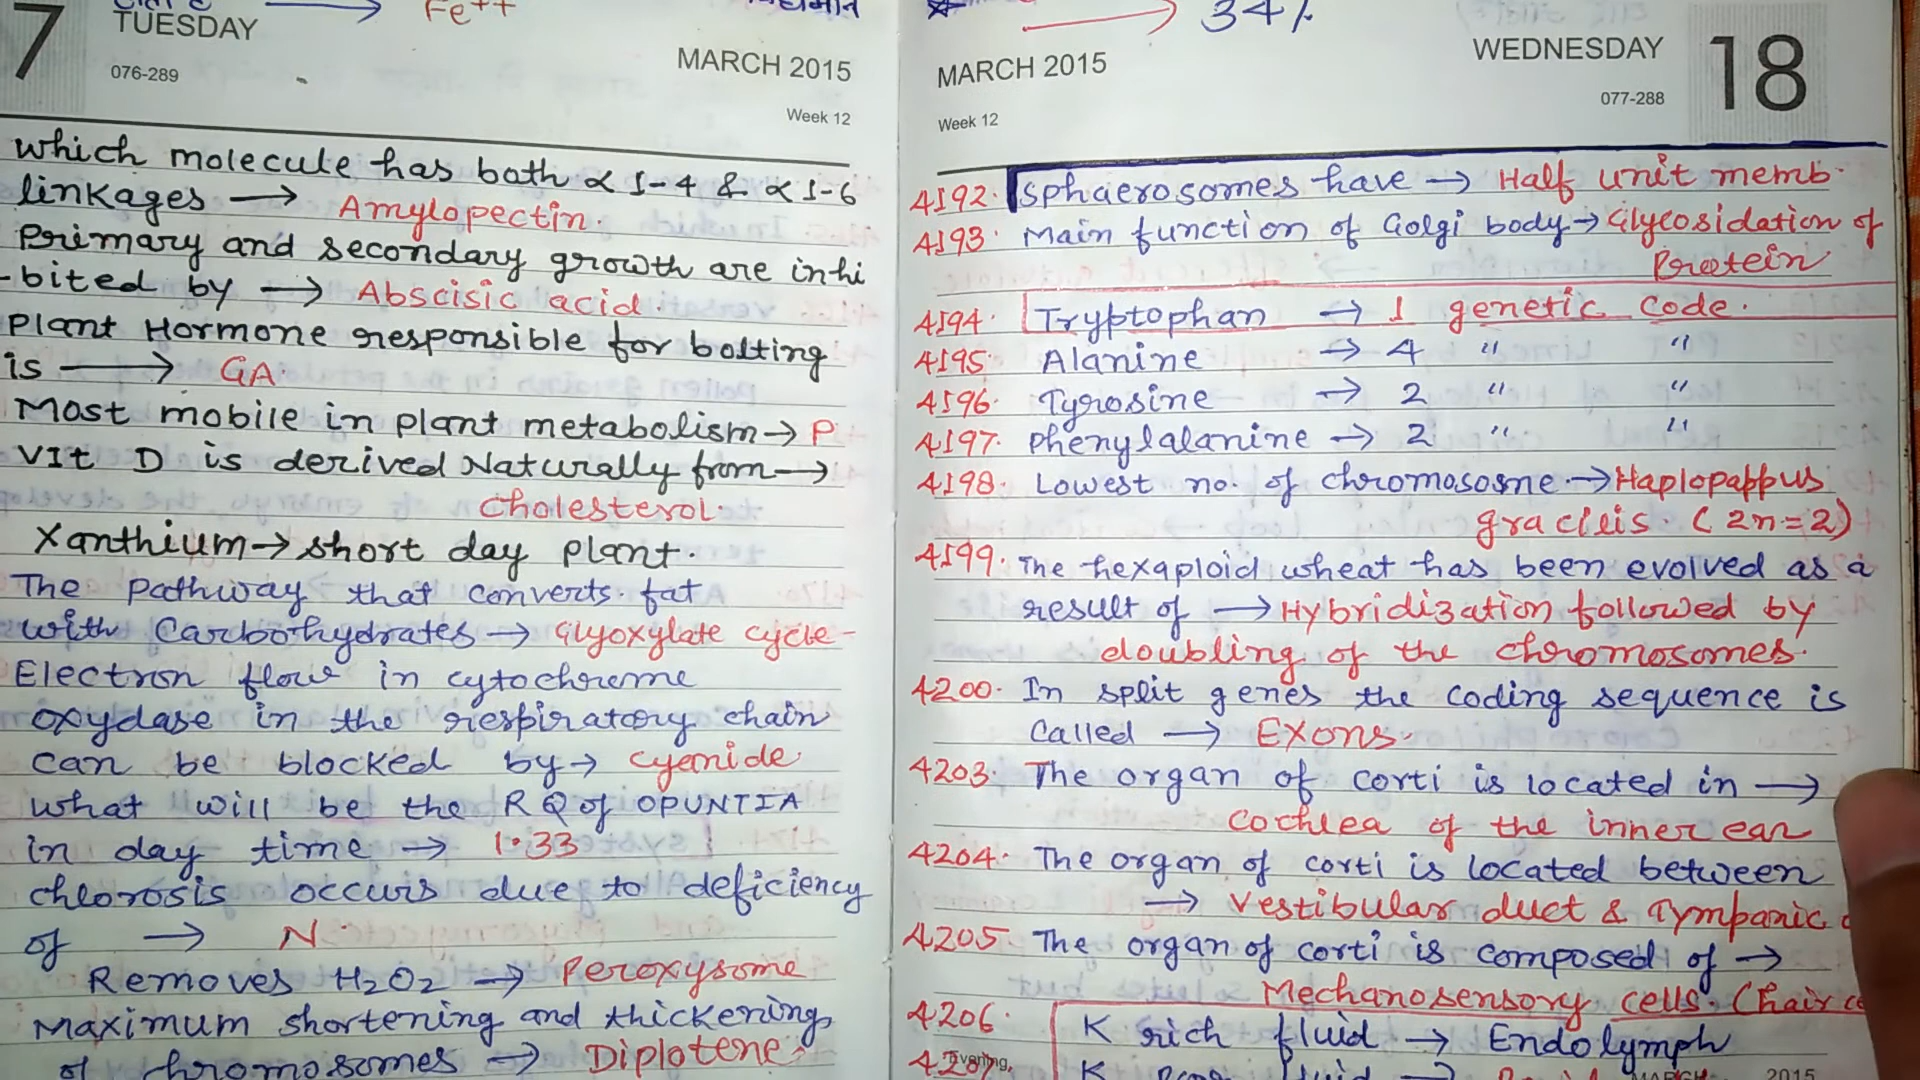 Fe++
7
TUESDAY
076-289
MARCH 2015
Week 12
which molecule has both α 1-4 & α 1-6
linkages → Amylopectin.
Primary and secondary growth are inhi
-bited by → Abscisic acid.
Plant Hormone responsible for bolting
is → GA.
Most mobile in plant metabolism → P
Vit D is derived Naturally from →
cholesterol.
Xanthium → short day plant.
The Pathway that converts fat
with Carbohydrates → Glyoxylate cycle-
Electron flow in cytochrome
oxydase in the respiratory chain
can be blocked by → cyanide.
what will be the RQ of OPUNTIA
in day time → 1.33
chlorosis occurs due to deficiency
of → N.
Removes H2O2 → Peroxysome
Maximum shortening and thickening
of chromosomes → Diplotene.
34%
MARCH 2015
Week 12
WEDNESDAY
077-288
18
4192. Sphaerosomes have → Half unit memb.
4193. Main function of Golgi body → Glycosidation of
Protein
4194. Tryptophan → 1 genetic code.
4195. Alanine → 4 " "
4196. Tyrosine → 2 " "
4197. Phenylalanine → 2 " "
4198. Lowest no. of chromosome → Haplopappus
gracilis. (2n=2)
4199. The hexaploid wheat has been evolved as a
result of → Hybridization followed by
doubling of the chromosomes.
4200. In split genes the coding sequence is
called → Exons.
4203. The organ of corti is located in →
cochlea of the inner ear
4204. The organ of corti is located between
→ Vestibular duct & Tympanic
4205. The organ of corti is composed of →
Mechanosensory cells. (hair
4206. K rich fluid → Endolymph
Evening,
MARCH 2015